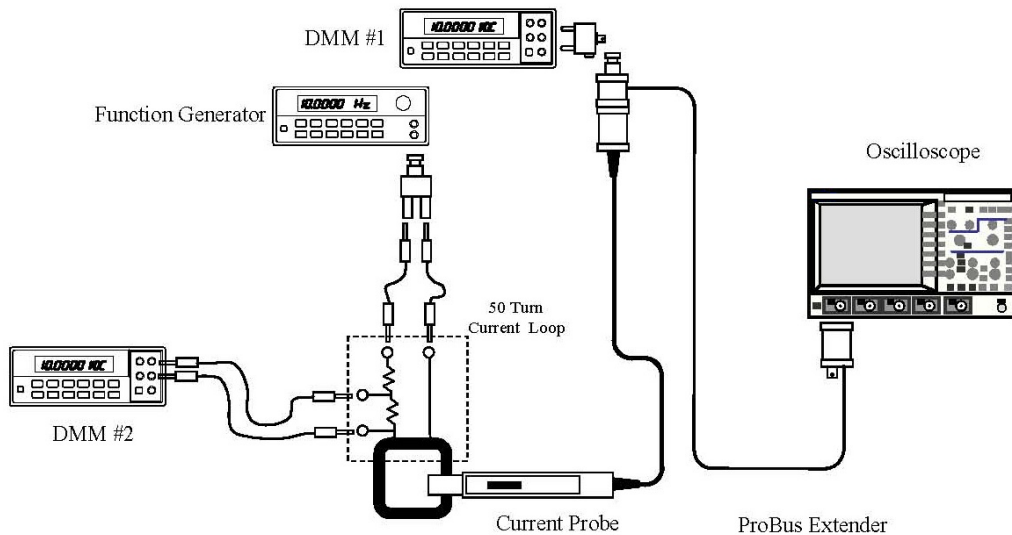 10.0000 VDC
DMM #1
10.0000 Hz
Function Generator
Oscilloscope
50 Turn
Current Loop
10.0000 VDC
DMM #2
Current Probe
ProBus Extender